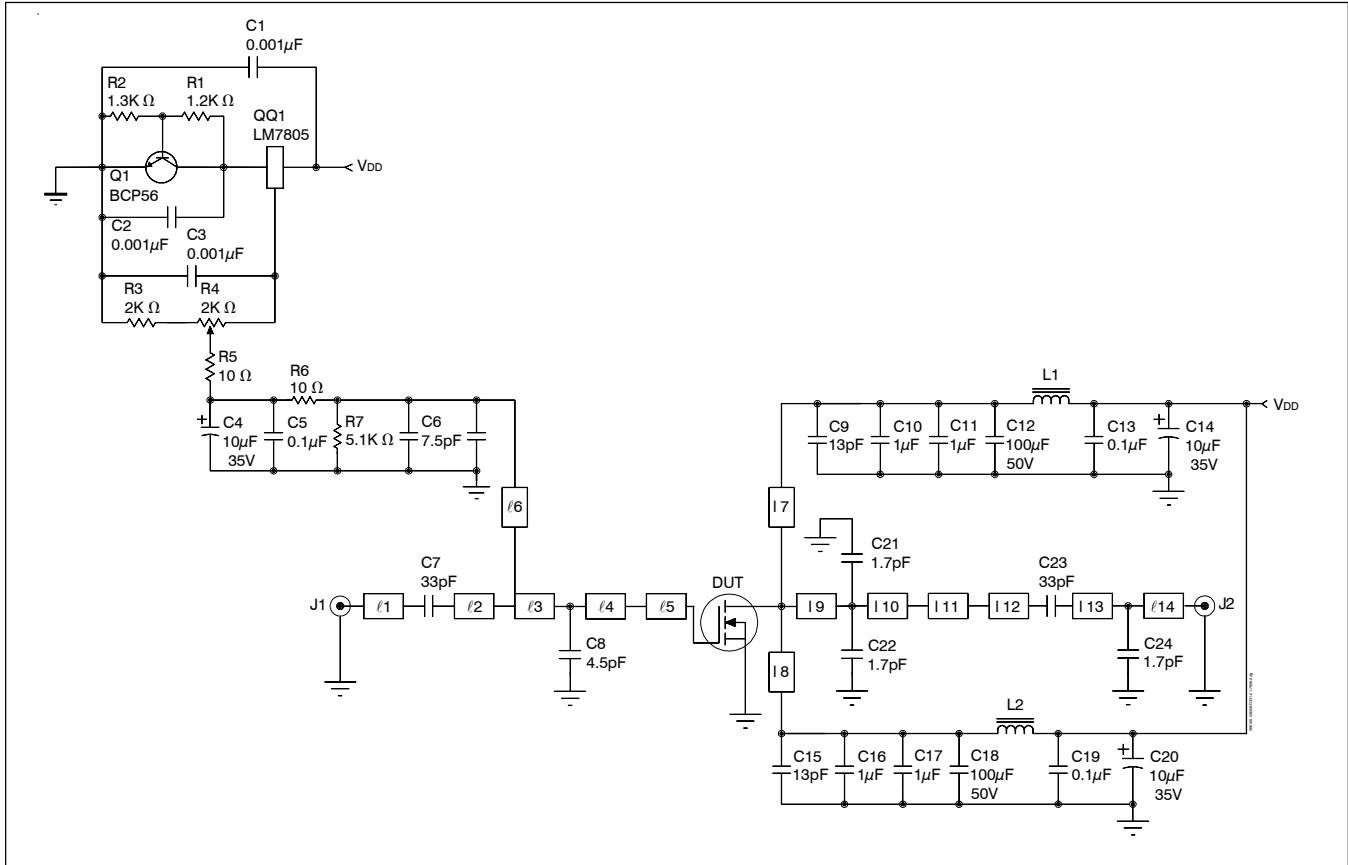 C1
0.001µF
R2
1.3K Ω
R1
1.2K Ω
QQ1
LM7805
VDD
Q1
BCP56
C2
0.001µF
C3
0.001µF
R3
2K Ω
R4
2K Ω
R5
10 Ω
R6
10 Ω
C4
10µF
35V
C5
0.1µF
R7
5.1K Ω
C6
7.5pF
L1
VDD
C9
13pF
C10
1µF
C11
1µF
C12
100µF
50V
C13
0.1µF
C14
10µF
35V
ℓ6
l7
C21
1.7pF
J1
ℓ1
C7
33pF
ℓ2
ℓ3
ℓ4
ℓ5
DUT
l9
l10
l11
l12
C23
33pF
l13
ℓ14
J2
C8
4.5pF
l8
C22
1.7pF
C24
1.7pF
L2
C15
13pF
C16
1µF
C17
1µF
C18
100µF
50V
C19
0.1µF
C20
10µF
35V